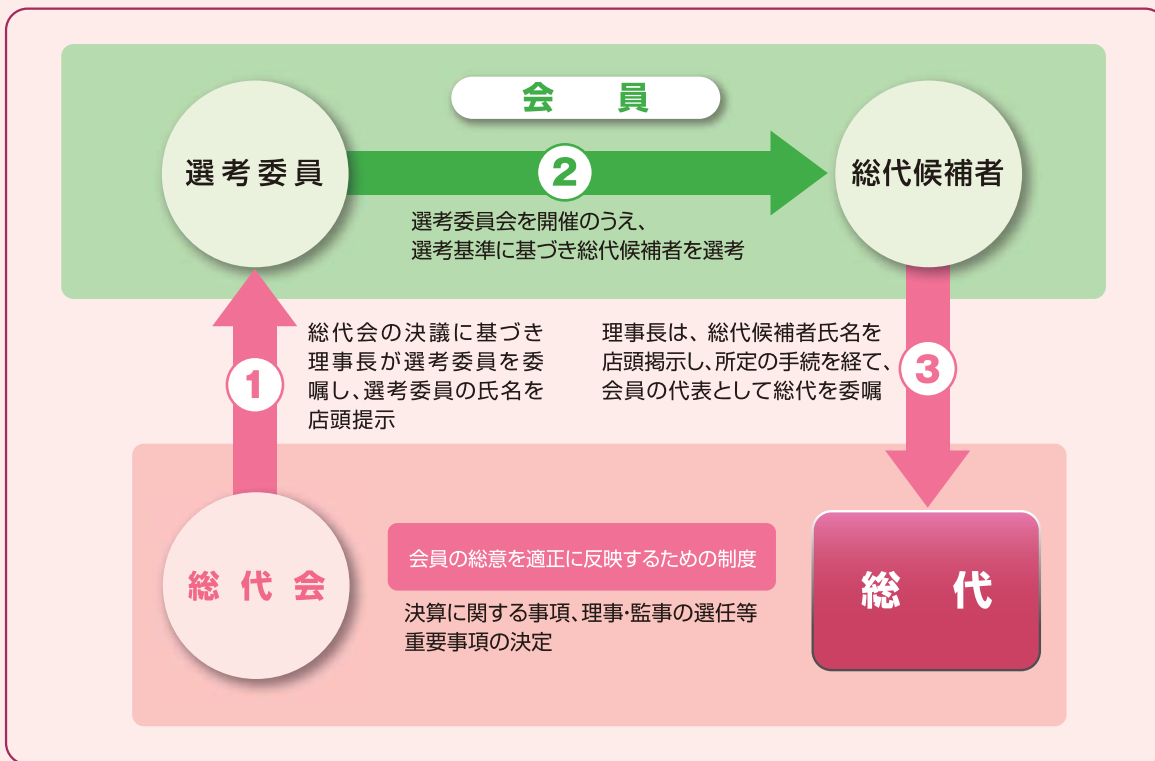 会員
選考委員
2
総代候補者
選考委員会を開催のうえ、
選考基準に基づき総代候補者を選考
1
総代会の決議に基づき
理事長が選考委員を委
嘱し、選考委員の氏名を
店頭提示
理事長は、総代候補者氏名を
店頭掲示し、所定の手続を経て、
会員の代表として総代を委嘱
3
総代会
会員の総意を適正に反映するための制度
決算に関する事項、理事・監事の選任等
重要事項の決定
総代